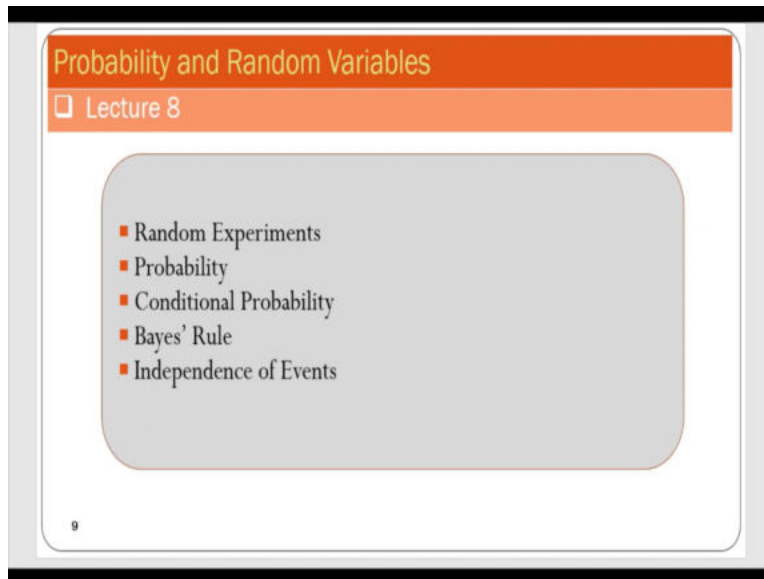 Probability and Random Variables
Lecture 8
Random Experiments
Probability
Conditional Probability
Bayes' Rule
Independence of Events
9